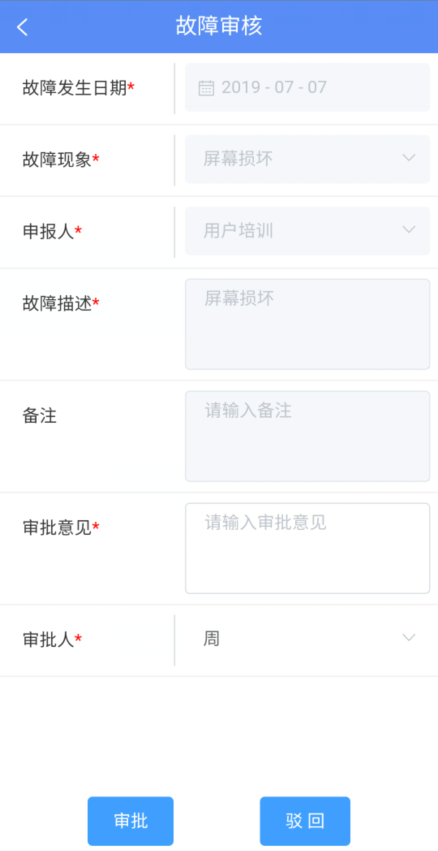 故障审核
故障发生日期*
2019 - 07 - 07
故障现象*
屏幕损坏
申报人*
用户培训
故障描述*
屏幕损坏
备注
请输入备注
审批意见*
请输入审批意见
审批人*
周
审批
驳 回